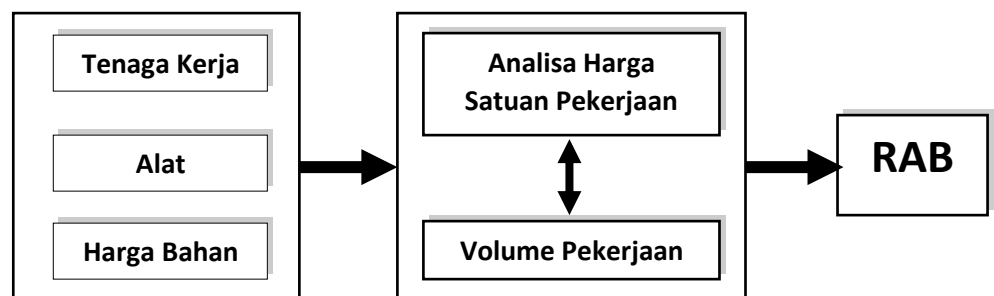 Tenaga Kerja
Alat
Harga Bahan
Analisa Harga
Satuan Pekerjaan
Volume Pekerjaan
RAB